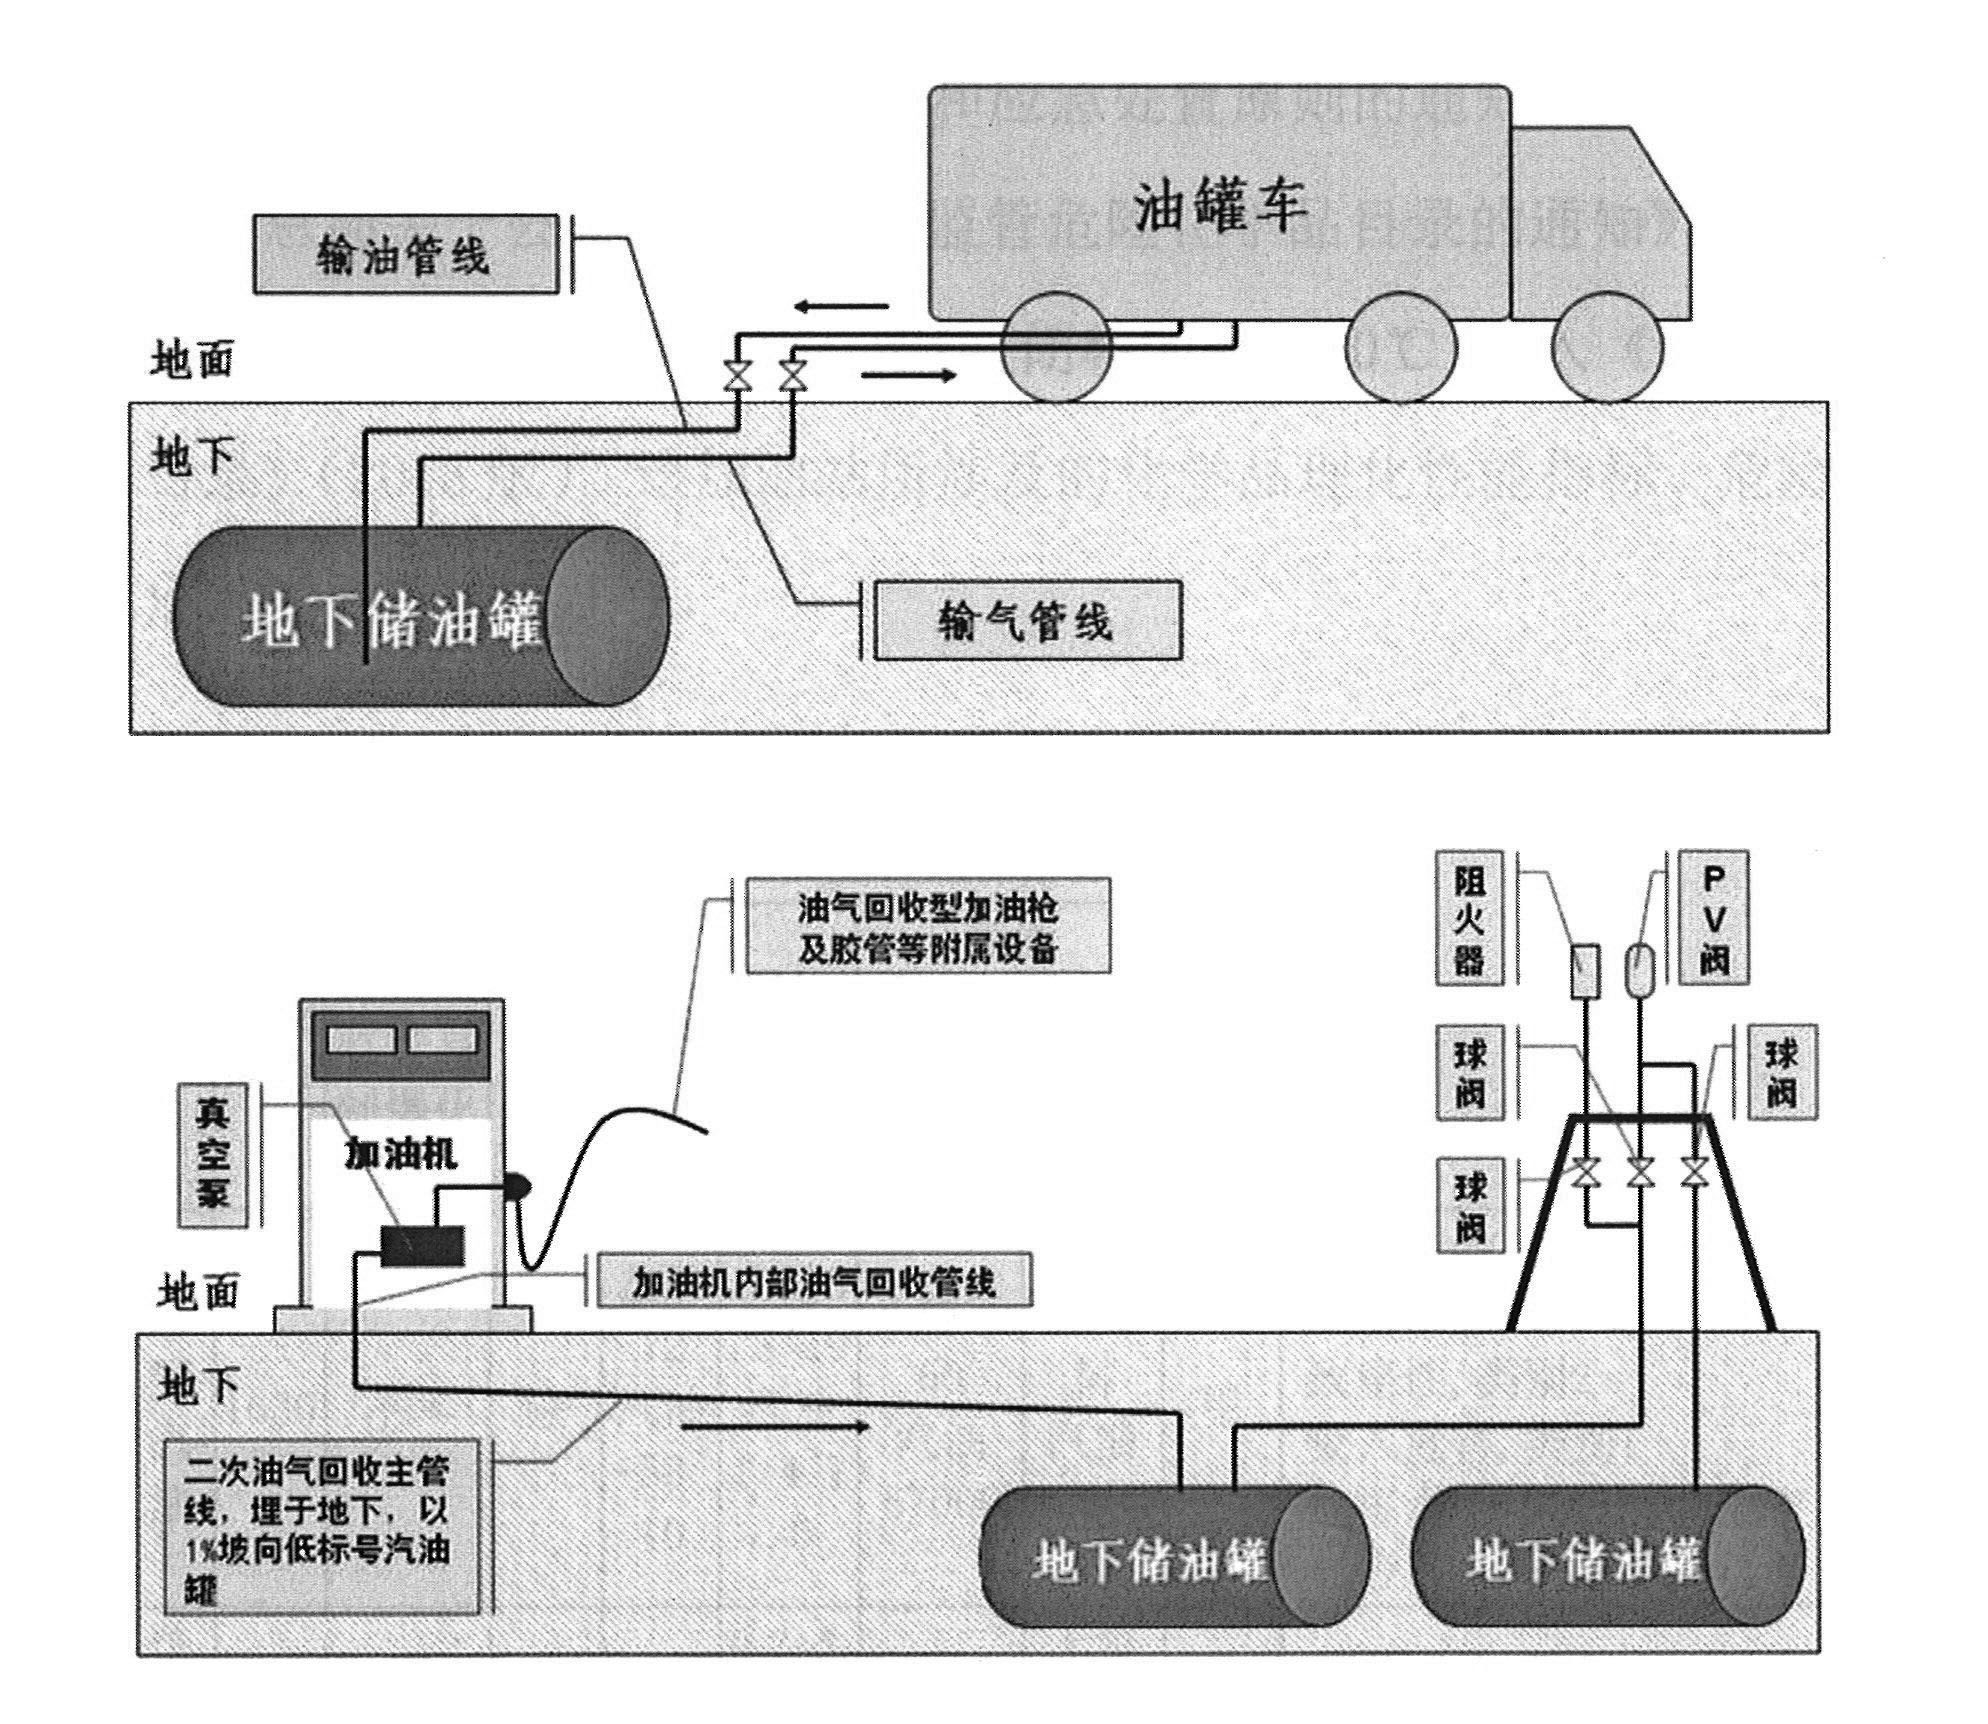 油罐车
输油管线
地面
地下
地下储油罐
输气管线
油气回收型加油枪
及胶管等附属设备
阻火器
PV阀
球阀
球阀
球阀
真空泵
加油机
加油机内部油气回收管线
地面
地下
二次油气回收主管
线，埋于地下，以
1%坡向低标号汽油
罐
地下储油罐
地下储油罐